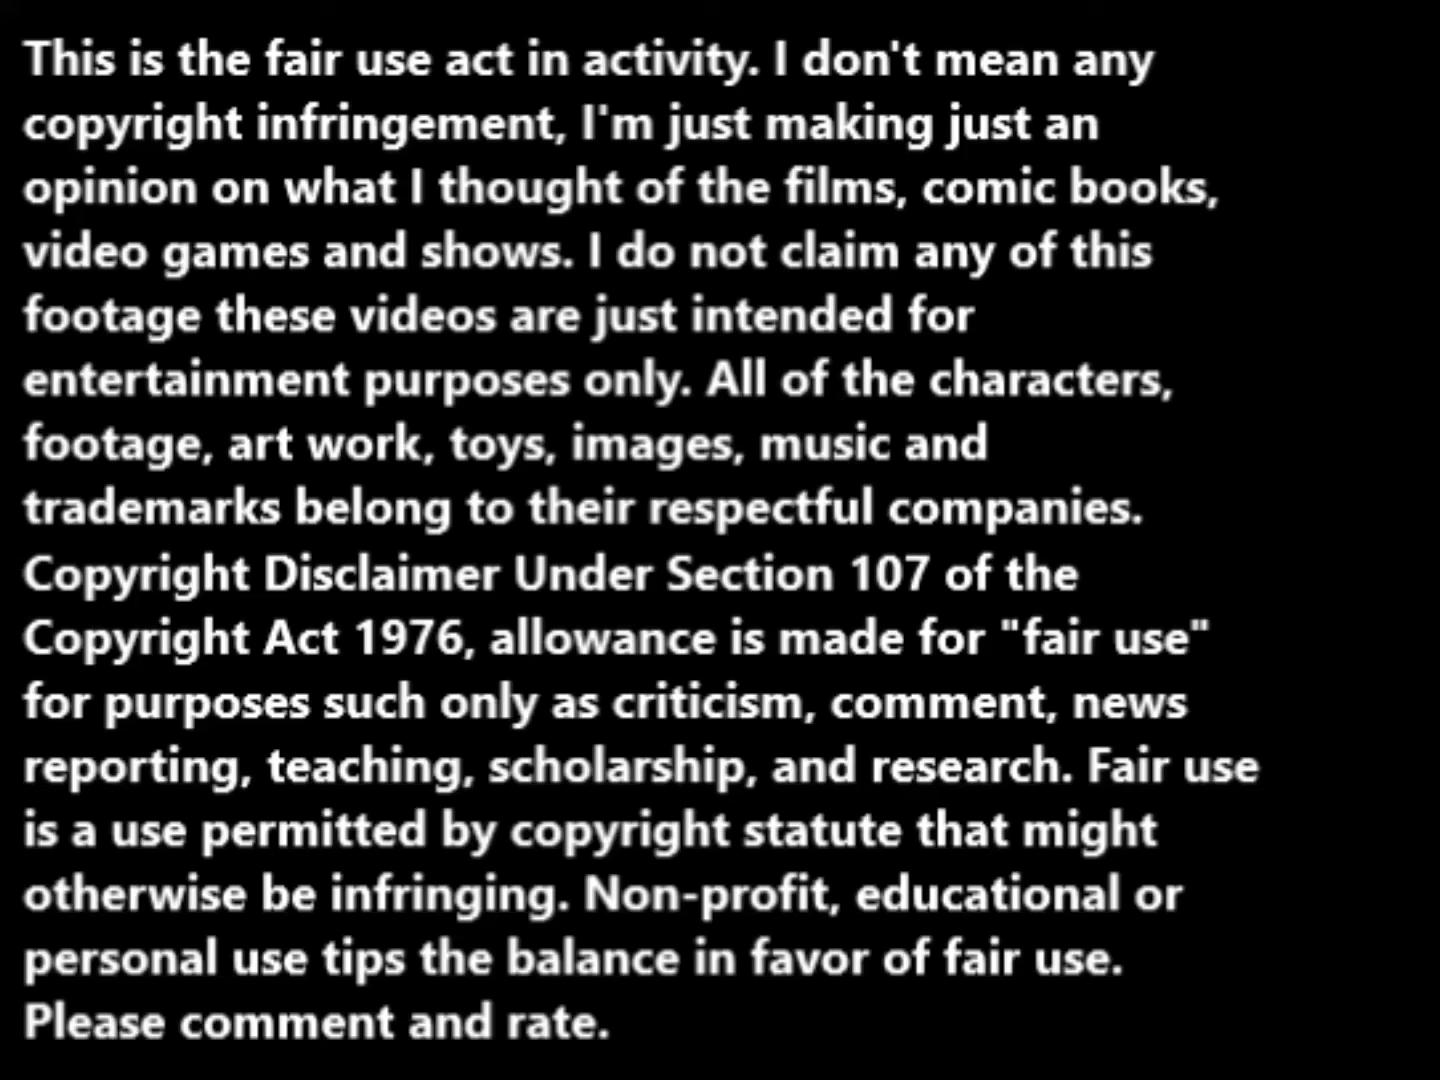 This is the fair use act in activity. I don't mean any
copyright infringement, I'm just making just an
opinion on what I thought of the films, comic books,
video games and shows. I do not claim any of this
footage these videos are just intended for
entertainment purposes only. All of the characters,
footage, art work, toys, images, music and
trademarks belong to their respectful companies.
Copyright Disclaimer Under Section 107 of the
Copyright Act 1976, allowance is made for "fair use"
for purposes such only as criticism, comment, news
reporting, teaching, scholarship, and research. Fair use
is a use permitted by copyright statute that might
otherwise be infringing. Non-profit, educational or
personal use tips the balance in favor of fair use.
Please comment and rate.